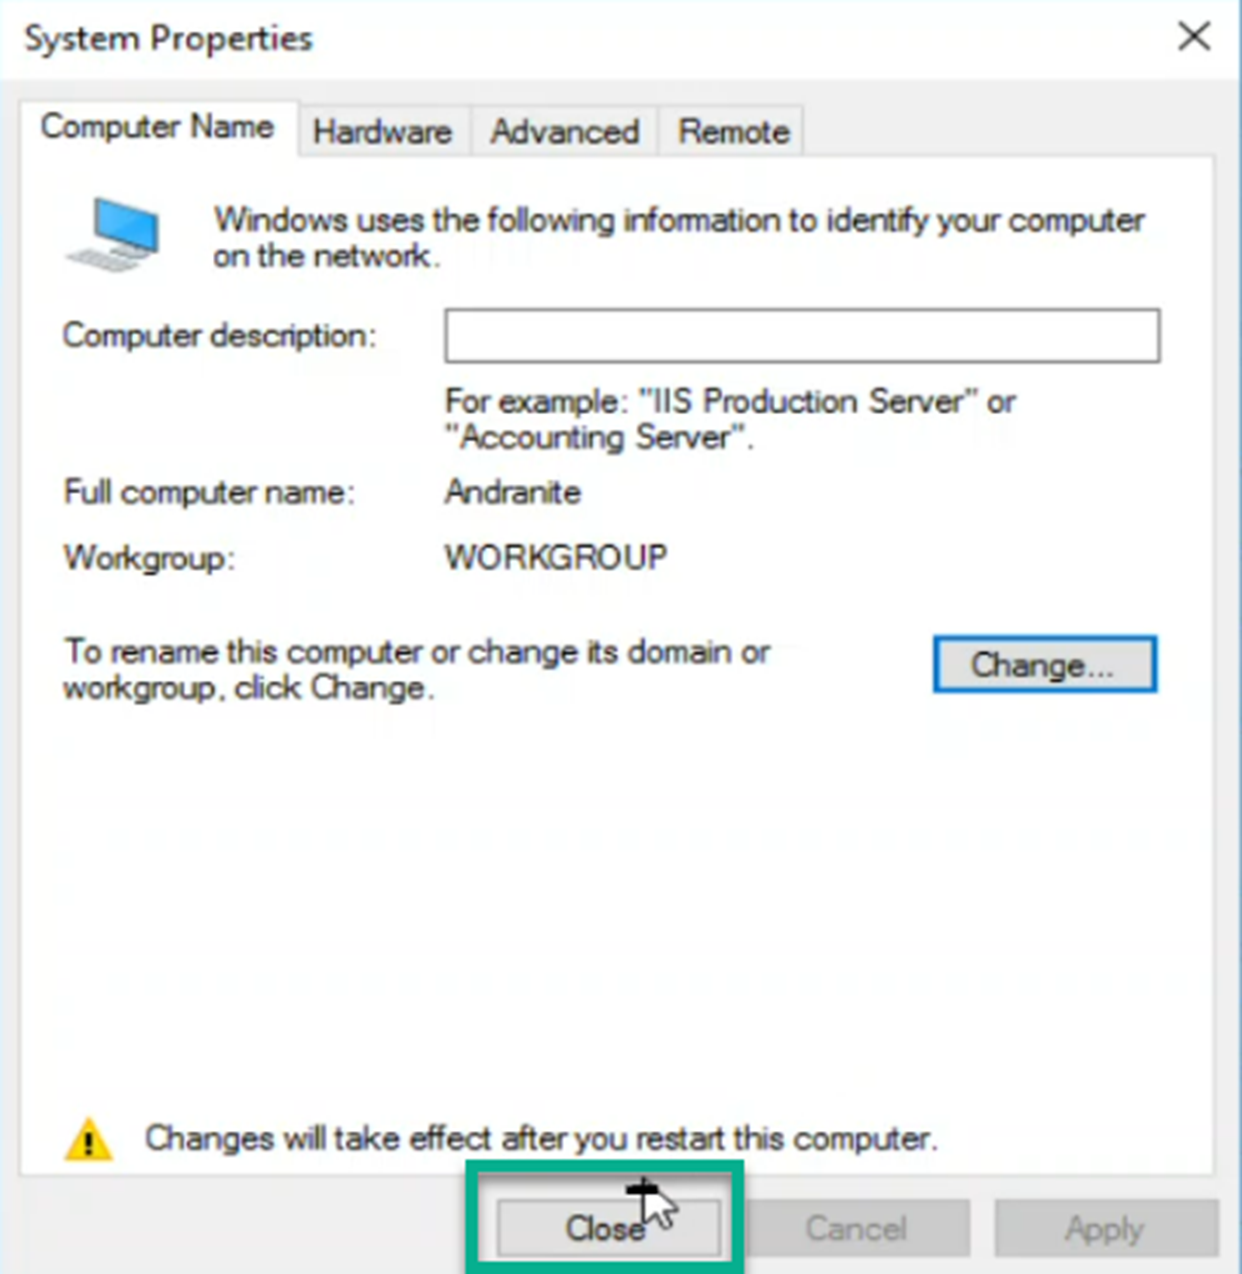 System Properties
Computer Name
Hardware
Advanced
Remote
Windows uses the following information to identify your computer
on the network.
Computer description:
For example: "IIS Production Server" or
"Accounting Server".
Full computer name: Andranite
Workgroup: WORKGROUP
To rename this computer or change its domain or
workgroup, click Change.
Change...
Changes will take effect after you restart this computer.
Close
Cancel
Apply